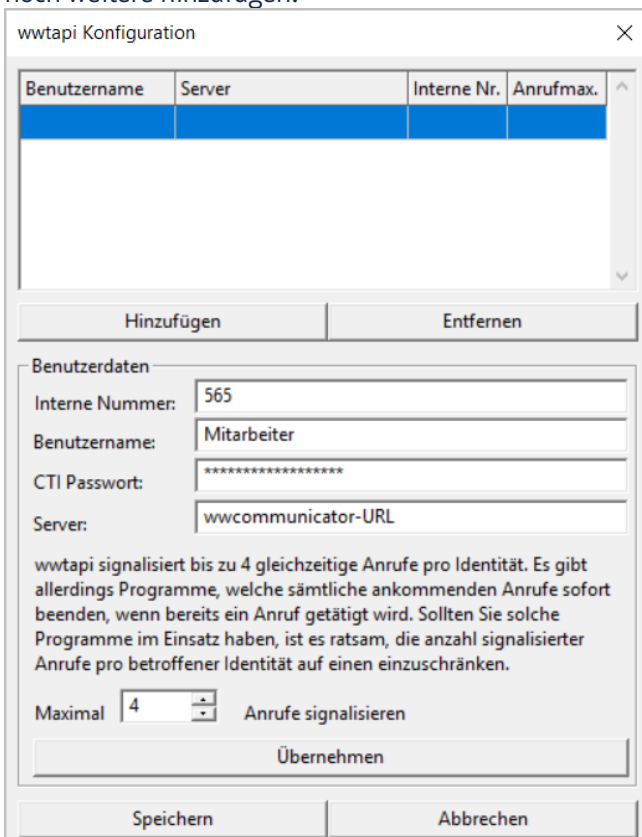 noch weitere hinzufügen.
wwtapi Konfiguration
Benutzername Server Interne Nr. Anrufmax.
Hinzufügen Entfernen
Benutzerdaten
Interne Nummer: 565
Benutzername: Mitarbeiter
CTI Passwort: ******************
Server: wwcommunicator-URL
wwtapi signalisiert bis zu 4 gleichzeitige Anrufe pro Identität. Es gibt
allerdings Programme, welche sämtliche ankommenden Anrufe sofort
beenden, wenn bereits ein Anruf getätigt wird. Sollten Sie solche
Programme im Einsatz haben, ist es ratsam, die anzahl signalisierter
Anrufe pro betroffener Identität auf einen einzuschränken.
Maximal 4 Anrufe signalisieren
Übernehmen
Speichern Abbrechen